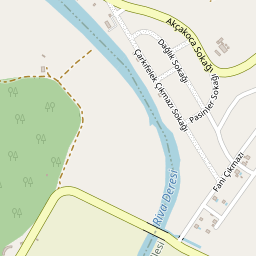 Akçakoca Sokağı
Dağlık Sokağı
Çarkıfelek Çıkmazı Sokağı
Pasinler Sokağı
Fani Çıkmazı
Riva Deresi